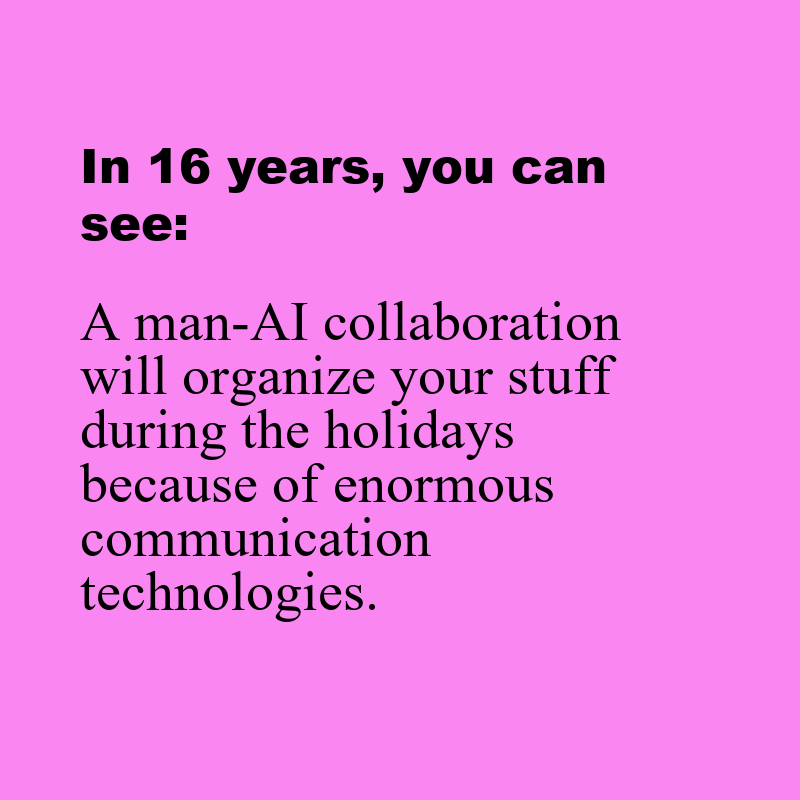 In 16 years, you can
see:
A man-AI collaboration
will organize your stuff
during the holidays
because of enormous
communication
technologies.